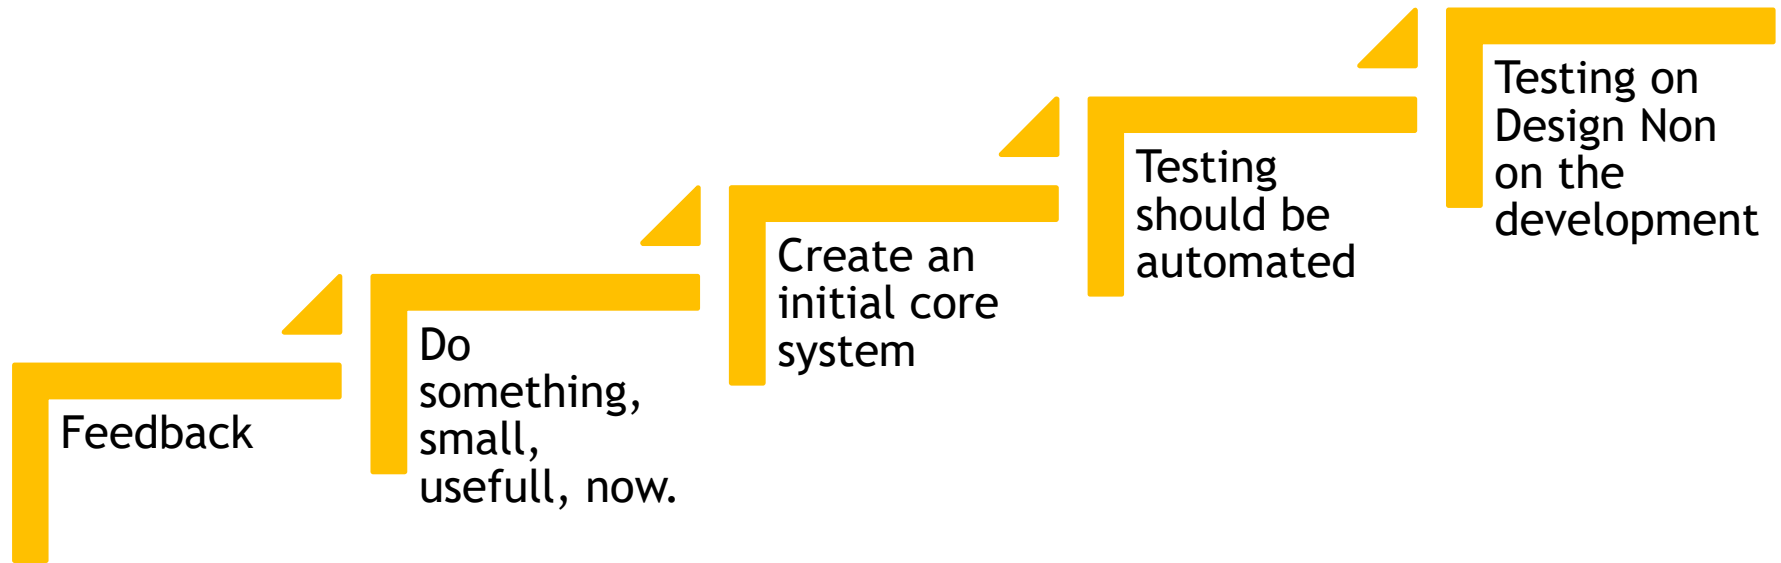 Feedback
Do
something,
small,
usefull, now.
Create an
initial core
system
Testing
should be
automated
Testing on
Design Non
on the
development